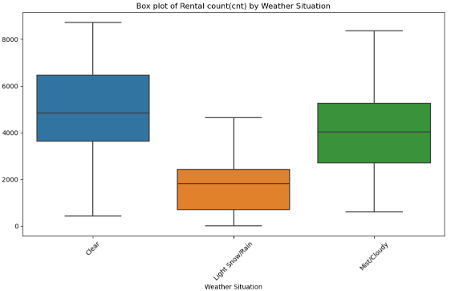 Box plot of Rental count(cnt) by Weather Situation
8000
6000
4000
2000
0
Clear
Light Snow/Rain
Mist/Cloudy
Weather Situation